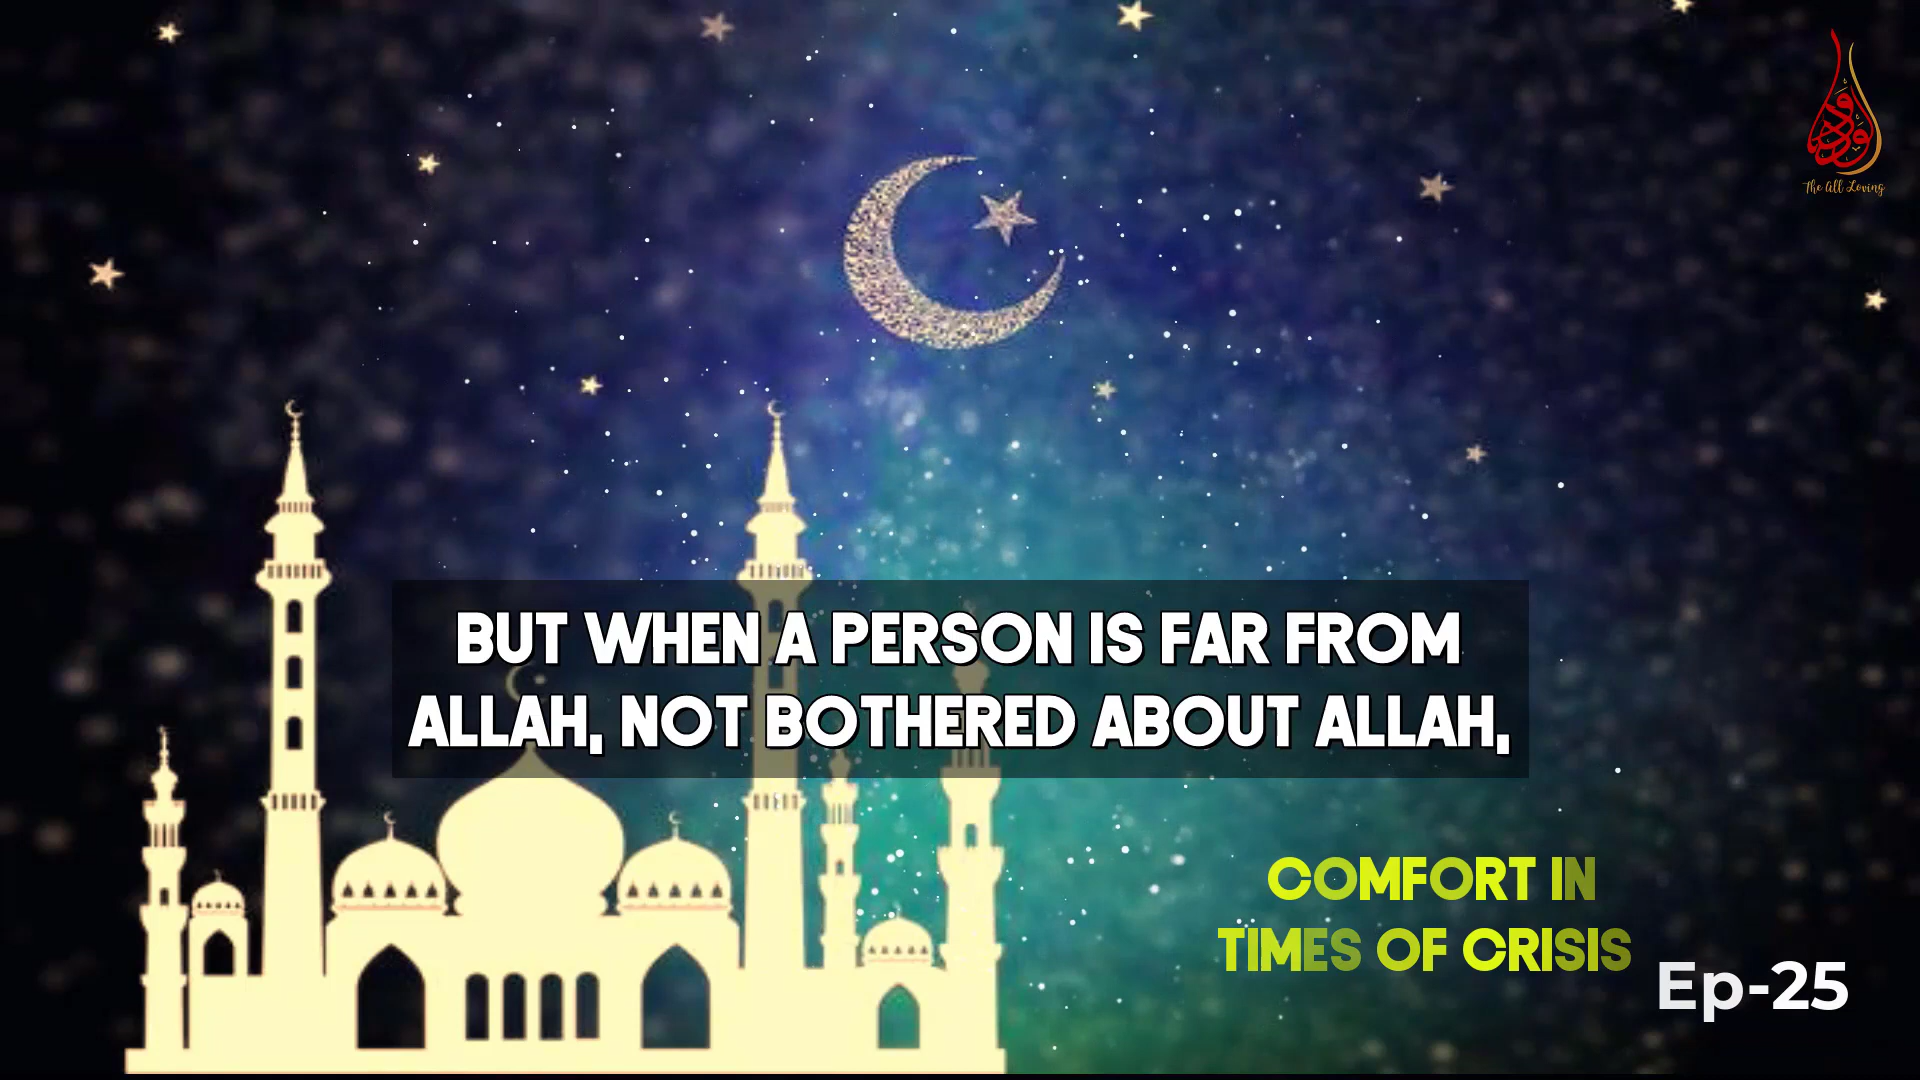 الودود
The All Loving
BUT WHEN A PERSON IS FAR FROM
ALLAH, NOT BOTHERED ABOUT ALLAH,
COMFORT IN
TIMES OF CRISIS
Ep-25